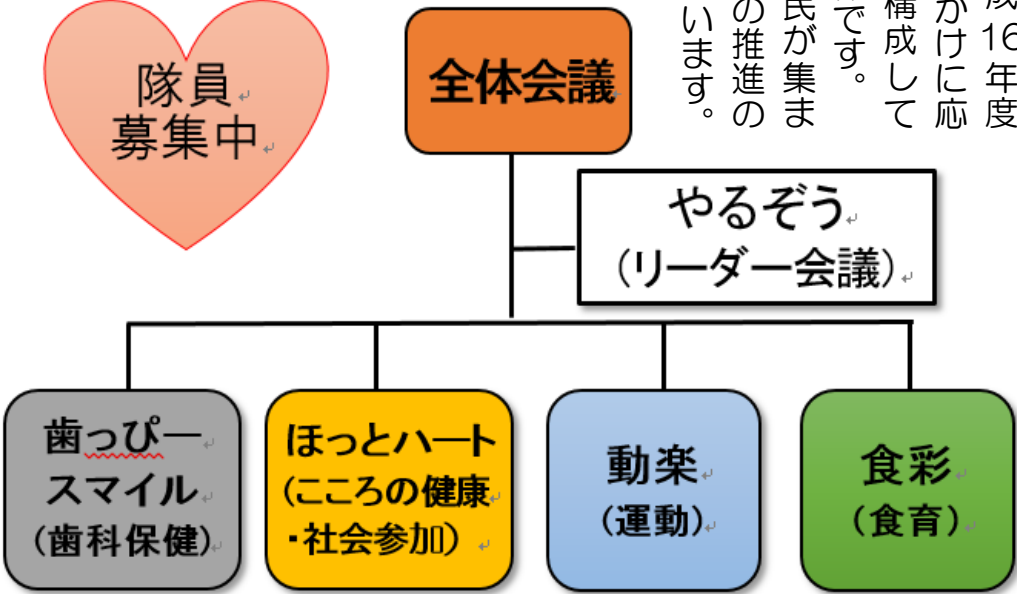 成16年度
かけに応
構成して
です。
民が集ま
の推進の
います。
隊員
募集中
全体会議
やるぞう
（リーダー会議）
歯っぴー
スマイル
（歯科保健）
ほっとハート
（こころの健康
・社会参加）
動楽
（運動）
食彩
（食育）